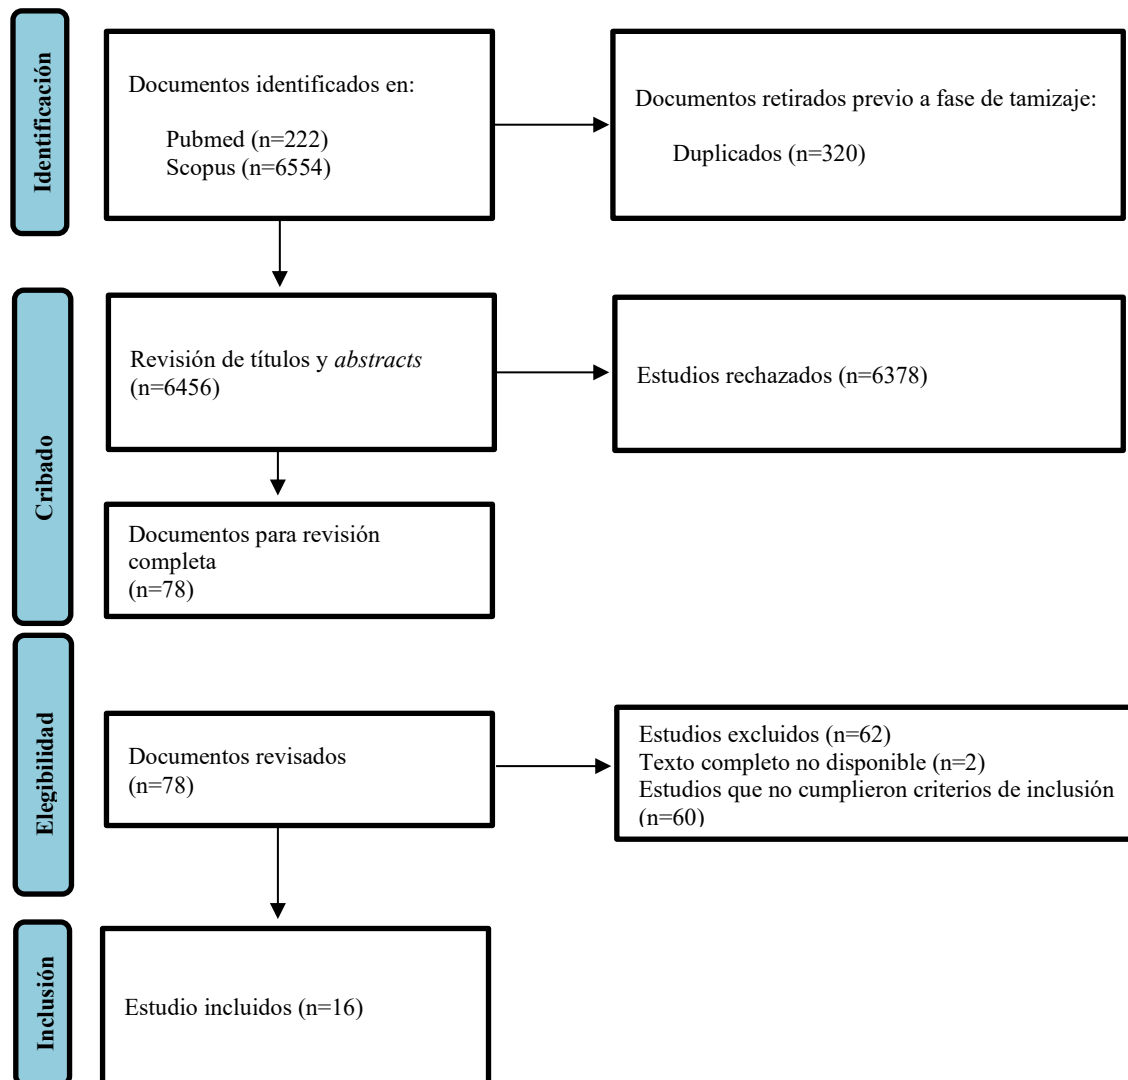 Identificación
Documentos identificados en:
Pubmed (n=222)
Scopus (n=6554)
Documentos retirados previo a fase de tamizaje:
Duplicados (n=320)
Cribado
Revisión de títulos y abstracts
(n=6456)
Estudios rechazados (n=6378)
Documentos para revisión
completa
(n=78)
Elegibilidad
Documentos revisados
(n=78)
Estudios excluidos (n=62)
Texto completo no disponible (n=2)
Estudios que no cumplieron criterios de inclusión
(n=60)
Inclusión
Estudio incluidos (n=16)